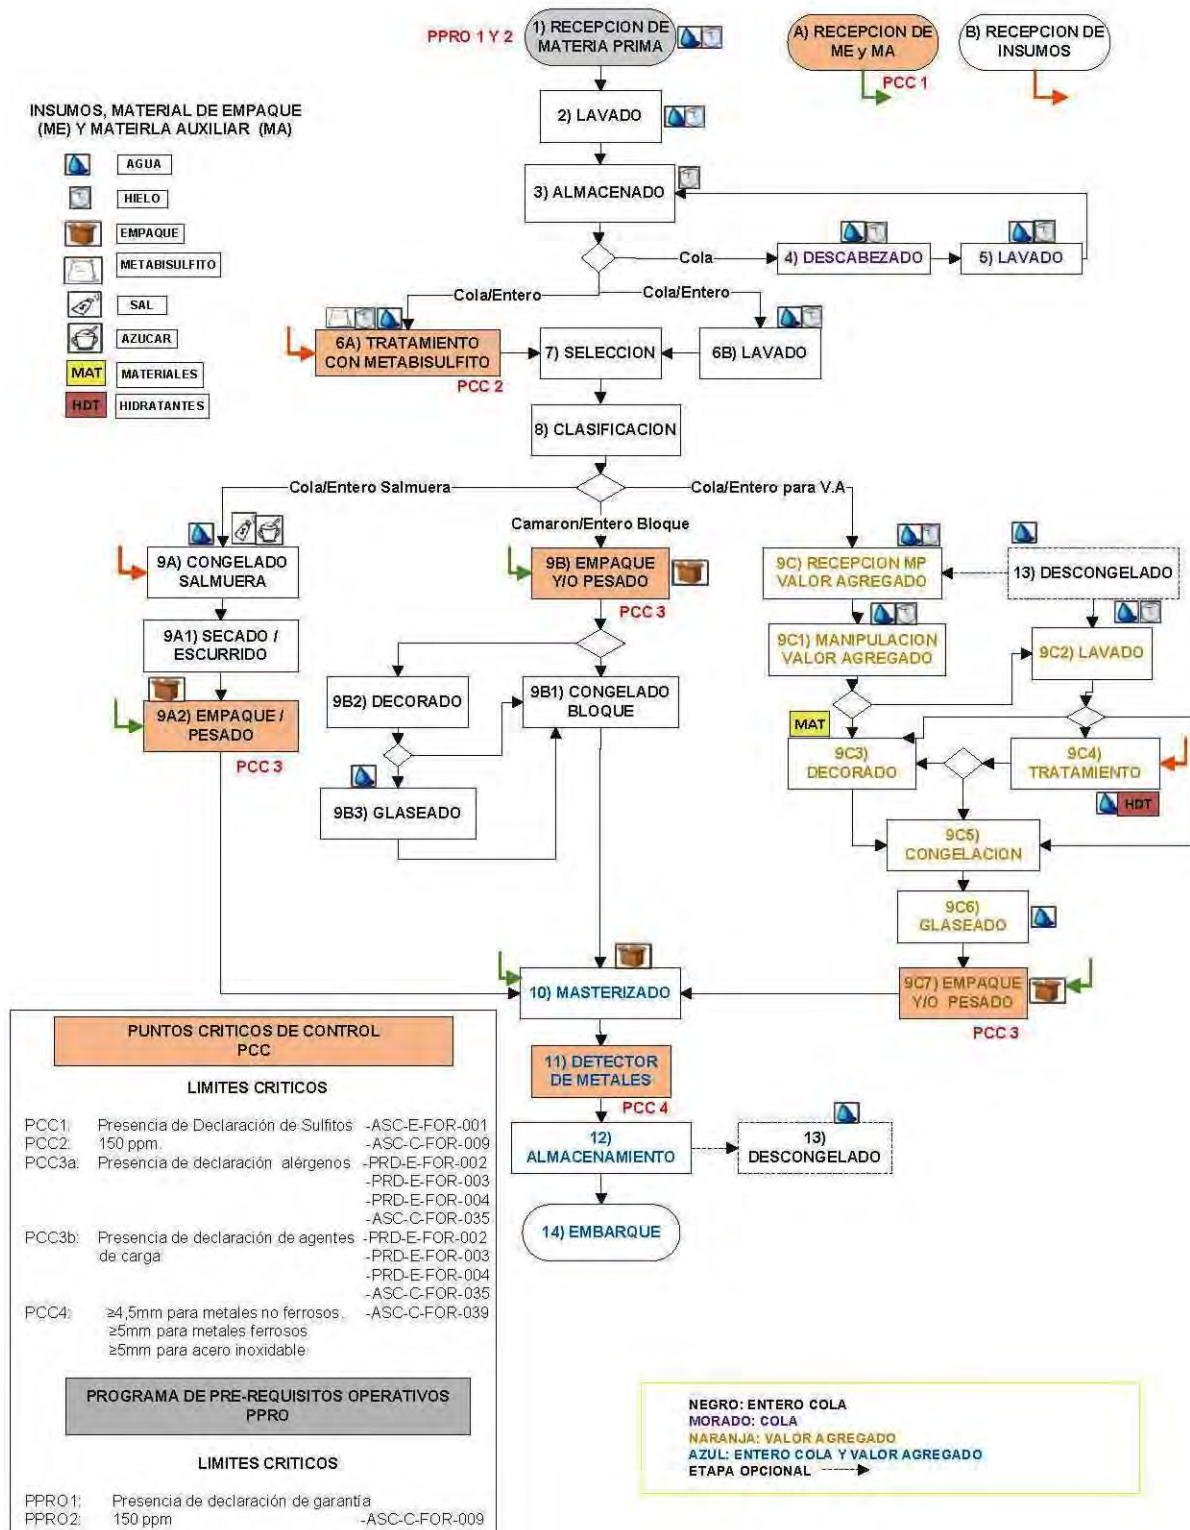 PPRO 1 Y 2
1) RECEPCION DE
MATERIA PRIMA
A) RECEPCION DE
ME y MA
PCC 1
B) RECEPCION DE
INSUMOS
INSUMOS, MATERIAL DE EMPAQUE
(ME) Y MATEIRLA AUXILIAR (MA)
AGUA
HIELO
EMPAQUE
METABISULFITO
SAL
AZUCAR
MAT
MATERIALES
HDT
HIDRATANTES
2) LAVADO
3) ALMACENADO
Cola
4) DESCABEZADO
5) LAVADO
Cola/Entero
Cola/Entero
6A) TRATAMIENTO
CON METABISULFITO
PCC 2
7) SELECCION
6B) LAVADO
8) CLASIFICACION
Cola/Entero Salmuera
Cola/Entero para V.A
Camaron/Entero Bloque
9A) CONGELADO
SALMUERA
9B) EMPAQUE
Y/O PESADO
PCC 3
9C) RECEPCION MP
VALOR AGREGADO
13) DESCONGELADO
9A1) SECADO /
ESCURRIDO
9C1) MANIPULACION
VALOR AGREGADO
9C2) LAVADO
9A2) EMPAQUE /
PESADO
PCC 3
9B2) DECORADO
9B1) CONGELADO
BLOQUE
MAT
9C3)
DECORADO
9C4)
TRATAMIENTO
HDT
9B3) GLASEADO
9C5)
CONGELACION
9C6)
GLASEADO
10) MASTERIZADO
9C7) EMPAQUE
Y/O PESADO
PCC 3
11) DETECTOR
DE METALES
PCC 4
12)
ALMACENAMIENTO
13)
DESCONGELADO
14) EMBARQUE
PUNTOS CRITICOS DE CONTROL
PCC
LIMITES CRITICOS
PCC1: Presencia de Declaración de Sulfitos -ASC-E-FOR-001
PCC2: 150 ppm. -ASC-C-FOR-009
PCC3a: Presencia de declaración alérgenos -PRD-E-FOR-002
-PRD-E-FOR-003
-PRD-E-FOR-004
-ASC-C-FOR-035
PCC3b: Presencia de declaración de agentes -PRD-E-FOR-002
de carga -PRD-E-FOR-003
-PRD-E-FOR-004
-ASC-C-FOR-035
PCC4: ≥4,5mm para metales no ferrosos. -ASC-C-FOR-039
≥5mm para metales ferrosos
≥5mm para acero inoxidable
PROGRAMA DE PRE-REQUISITOS OPERATIVOS
PPRO
LIMITES CRITICOS
PPRO1: Presencia de declaración de garantía
PPRO2: 150 ppm -ASC-C-FOR-009
NEGRO: ENTERO COLA
MORADO: COLA
NARANJA: VALOR AGREGADO
AZUL: ENTERO COLA Y VALOR AGREGADO
ETAPA OPCIONAL